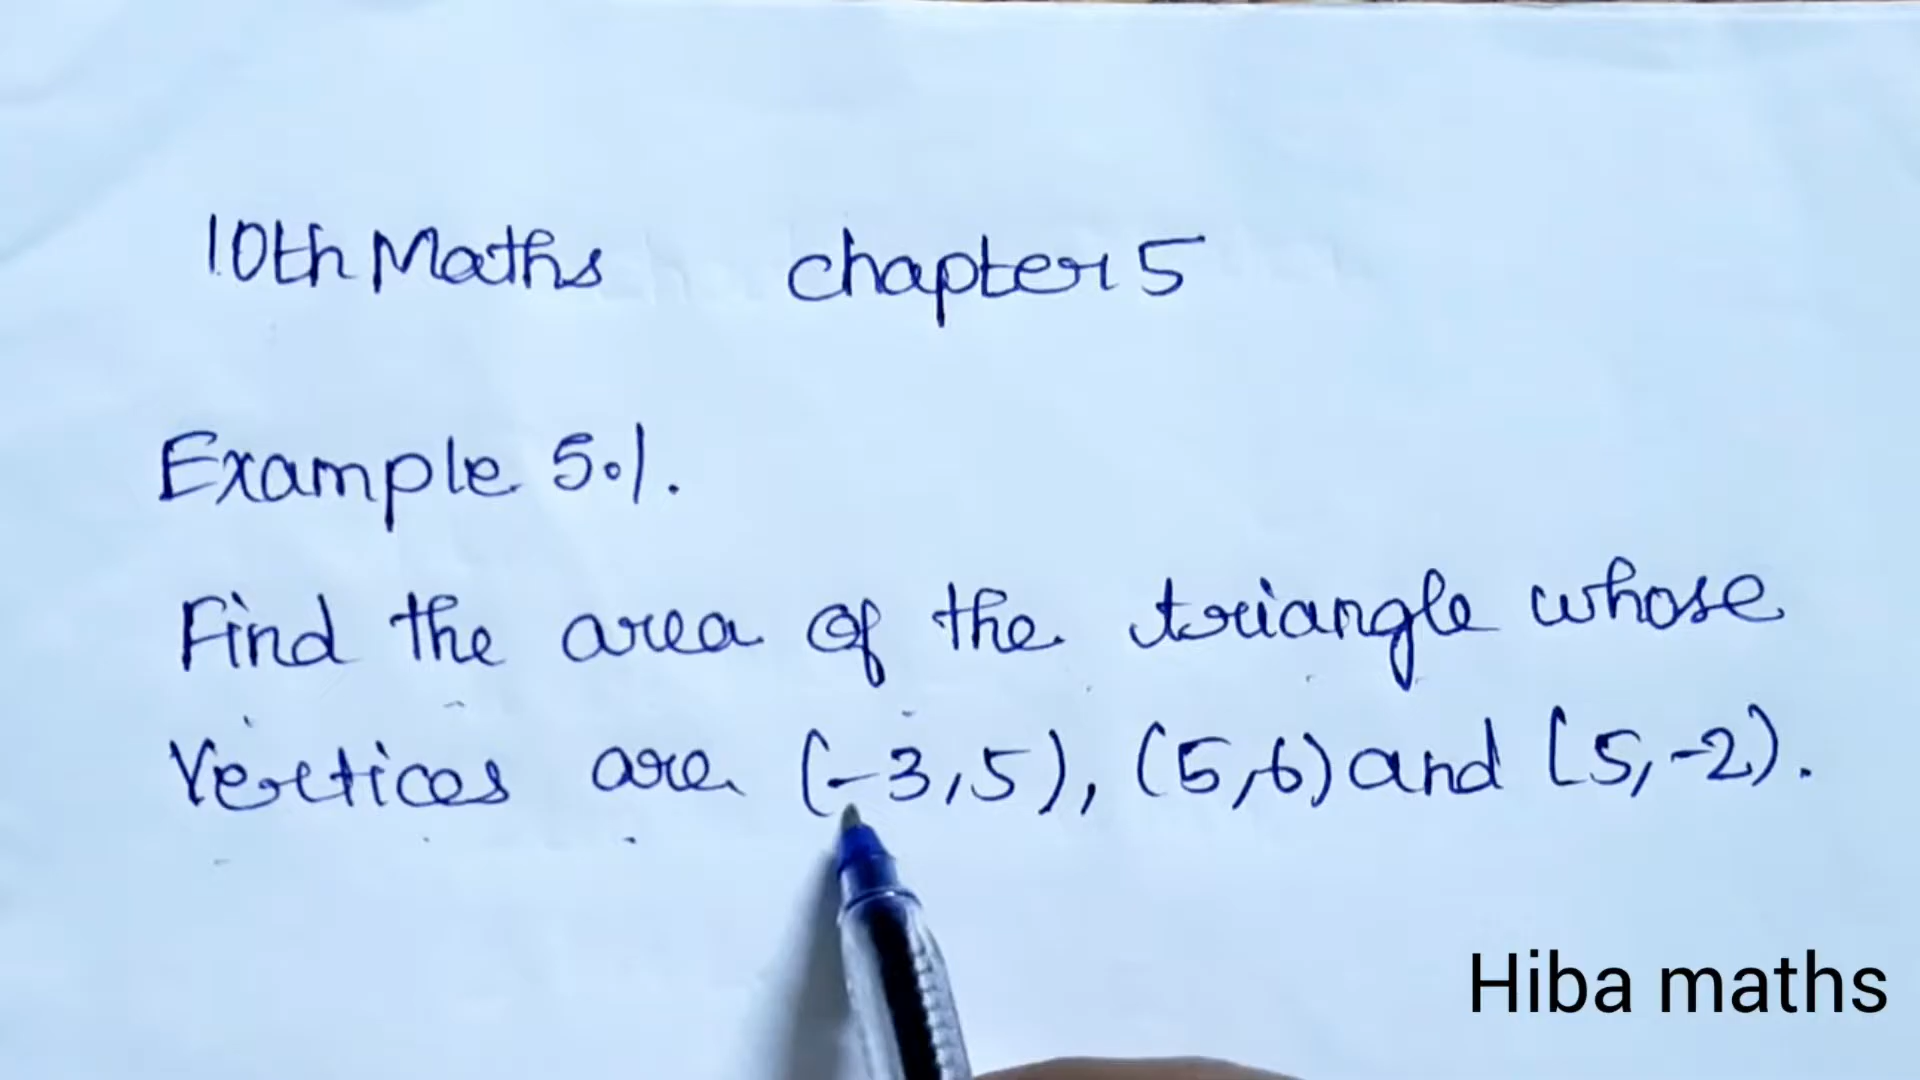 10th Maths chapter 5
Example 5.1.
Find the area of the triangle whose
Vertices are (-3,5), (5,6) and (5,-2).
Hiba maths